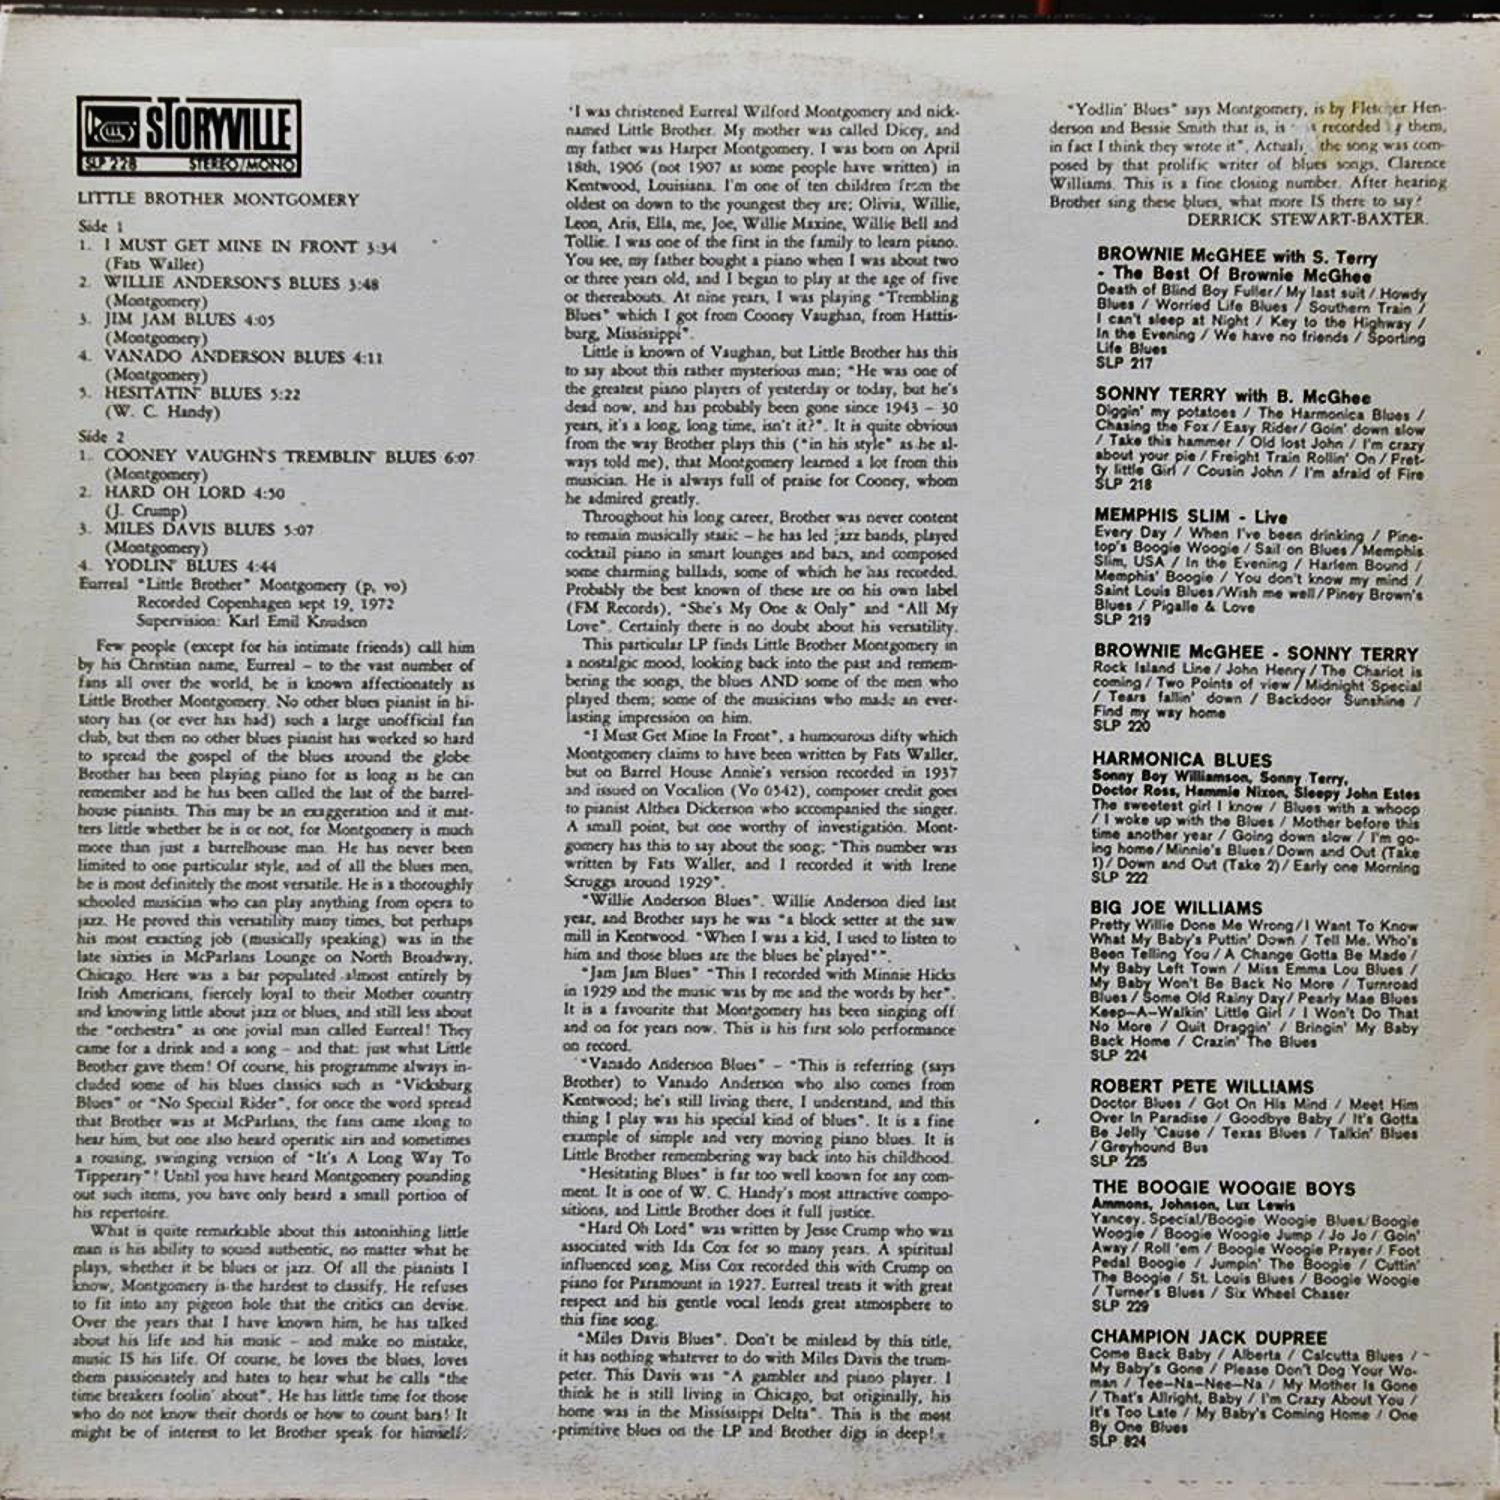 STORYVILLE
SLP 228 STEREO/MONO
LITTLE BROTHER MONTGOMERY
Side 1
1. I MUST GET MINE IN FRONT 3:34
(Fats Waller)
2. WILLIE ANDERSON'S BLUES 3:48
(Montgomery)
3. JIM JAM BLUES 4:05
(Montgomery)
4. VANADO ANDERSON BLUES 4:11
(Montgomery)
5. HESITATIN' BLUES 5:22
(W. C. Handy)
Side 2
1. COONEY VAUGHN'S TREMBLIN' BLUES 6:07
(Montgomery)
2. HARD OH LORD 4:50
(J. Crump)
3. MILES DAVIS BLUES 5:07
(Montgomery)
4. YODLIN' BLUES 4:44
Eurreal "Little Brother" Montgomery (p, vo)
Recorded Copenhagen sept 19, 1972
Supervision: Karl Emil Knudsen
Few people (except for his intimate friends) call him
by his Christian name, Eurreal – to the vast number of
fans all over the world, he is known affectionately as
Little Brother Montgomery. No other blues pianist in hi-
story has (or ever has had) such a large unofficial fan
club, but then no other blues pianist has worked so hard
to spread the gospel of the blues around the globe.
Brother has been playing piano for as long as he can
remember and he has been called the last of the barrel-
house pianists. This may be an exaggeration and it mat-
ters little whether he is or not, for Montgomery is much
more than just a barrelhouse man. He has never been
limited to one particular style, and of all the blues men,
he is most definitely the most versatile. He is a thoroughly
schooled musician who can play anything from opera to
jazz. He proved this versatility many times, but perhaps
his most exacting job (musically speaking) was in the
late sixties in McParlans Lounge on North Broadway,
Chicago. Here was a bar populated almost entirely by
Irish Americans, fiercely loyal to their Mother country
and knowing little about jazz or blues, and still less about
the "orchestra" as one jovial man called Eurreal! They
came for a drink and a song – and that: just what Little
Brother gave them! Of course, his programme always in-
cluded some of his blues classics such as "Vicksburg
Blues" or "No Special Rider", for once the word spread
that Brother was at McParlans, the fans came along to
hear him, but one also heard operatic airs and sometimes
a rousing, swinging version of "It's A Long Way To
Tipperary"! Until you have heard Montgomery pounding
out such items, you have only heard a small portion of
his repertoire.
What is quite remarkable about this astonishing little
man is his ability to sound authentic, no matter what he
plays, whether it be blues or jazz. Of all the pianists I
know, Montgomery is the hardest to classify. He refuses
to fit into any pigeon hole that the critics can devise.
Over the years that I have known him, he has talked
about his life and his music – and make no mistake,
music IS his life. Of course, he loves the blues, loves
them passionately and hates to hear what he calls "the
time breakers foolin' about". He has little time for those
who do not know their chords or how to count bars! It
might be of interest to let Brother speak for himself:
"I was christened Eurreal Wilford Montgomery and nick-
named Little Brother. My mother was called Dicey, and
my father was Harper Montgomery. I was born on April
18th, 1906 (not 1907 as some people have written) in
Kentwood, Louisiana. I'm one of ten children from the
oldest on down to the youngest they are; Olivia, Willie,
Leon, Aris, Ella, me, Joe, Willie Maxine, Willie Bell and
Tollie. I was one of the first in the family to learn piano.
You see, my father bought a piano when I was about two
or three years old, and I began to play at the age of five
or thereabouts. At nine years, I was playing "Trembling
Blues" which I got from Cooney Vaughan, from Hattis-
burg, Mississippi".
Little is known of Vaughan, but Little Brother has this
to say about this rather mysterious man; "He was one of
the greatest piano players of yesterday or today, but he's
dead now, and has probably been gone since 1943 – 30
years, it's a long, long time, isn't it?". It is quite obvious
from the way Brother plays this ("in his style" as he al-
ways told me), that Montgomery learned a lot from this
musician. He is always full of praise for Cooney, whom
he admired greatly.
Throughout his long career, Brother was never content
to remain musically static – he has led jazz bands, played
cocktail piano in smart lounges and bars, and composed
some charming ballads, some of which he has recorded.
Probably the best known of these are on his own label
(FM Records), "She's My One & Only" and "All My
Love". Certainly there is no doubt about his versatility.
This particular LP finds Little Brother Montgomery in
a nostalgic mood, looking back into the past and remem-
bering the songs, the blues AND some of the men who
played them; some of the musicians who made an ever-
lasting impression on him.
"I Must Get Mine In Front", a humourous difty which
Montgomery claims to have been written by Fats Waller,
but on Barrel House Annie's version recorded in 1937
and issued on Vocalion (Vo 0542), composer credit goes
to pianist Althea Dickerson who accompanied the singer.
A small point, but one worthy of investigation. Mont-
gomery has this to say about the song; "This number was
written by Fats Waller, and I recorded it with Irene
Scruggs around 1929".
"Willie Anderson Blues". Willie Anderson died last
year, and Brother says he was "a block setter at the saw
mill in Kentwood. "When I was a kid, I used to listen to
him and those blues are the blues he played"".
"Jam Jam Blues" "This I recorded with Minnie Hicks
in 1929 and the music was by me and the words by her".
It is a favourite that Montgomery has been singing off
and on for years now. This is his first solo performance
on record.
"Vanado Anderson Blues" – "This is referring (says
Brother) to Vanado Anderson who also comes from
Kentwood; he's still living there, I understand, and this
thing I play was his special kind of blues". It is a fine
example of simple and very moving piano blues. It is
Little Brother remembering way back into his childhood.
"Hesitating Blues" is far too well known for any com-
ment. It is one of W. C. Handy's most attractive compo-
sitions, and Little Brother does it full justice.
"Hard Oh Lord" was written by Jesse Crump who was
associated with Ida Cox for so many years. A spiritual
influenced song, Miss Cox recorded this with Crump on
piano for Paramount in 1927. Eurreal treats it with great
respect and his gentle vocal lends great atmosphere to
this fine song.
"Miles Davis Blues". Don't be mislead by this title,
it has nothing whatever to do with Miles Davis the trum-
peter. This Davis was "A gambler and piano player. I
think he is still living in Chicago, but originally, his
home was in the Mississippi Delta". This is the most
primitive blues on the LP and Brother digs in deep!
"Yodlin' Blues" says Montgomery, is by Fletcher Hen-
derson and Bessie Smith that is, is recorded them,
in fact I think they wrote it". the song was com-
posed by that prolific writer of blues songs, Clarence
Williams. This is a fine closing number. After hearing
Brother sing these blues, what more IS there to say?
DERRICK STEWART-BAXTER.
BROWNIE McGHEE with S. Terry
- The Best Of Brownie McGhee
Death of Blind Boy Fuller / My last suit / Howdy
Blues / Worried Life Blues / Southern Train /
I can't sleep at Night / Key to the Highway /
In the Evening / We have no friends / Sporting
Life Blues
SLP 217
SONNY TERRY with B. McGhee
Diggin' my potatoes / The Harmonica Blues /
Chasing the Fox / Easy Rider / Goin' down slow
/ Take this hammer / Old lost John / I'm crazy
about your pie / Freight Train Rollin' On / Pret-
ty little Girl / Cousin John / I'm afraid of Fire
SLP 218
MEMPHIS SLIM - Live
Every Day / When I've been drinking / Pine-
top's Boogie Woogie / Sail on Blues / Memphis
Slim, USA / In the Evening / Harlem Bound /
Memphis' Boogie / You don't know my mind /
Saint Louis Blues / Wish me well / Piney Brown's
Blues / Pigalle & Love
SLP 219
BROWNIE McGHEE - SONNY TERRY
Rock Island Line / John Henry / The Chariot is
coming / Two Points of view / Midnight Special
/ Tears fallin' down / Backdoor Sunshine /
Find my way home
SLP 220
HARMONICA BLUES
Sonny Boy Williamson, Sonny Terry,
Doctor Ross, Hammie Nixon, Sleepy John Estes
The sweetest girl I know / Blues with a whoop
/ I woke up with the Blues / Mother before this
time another year / Going down slow / I'm go-
ing home / Minnie's Blues / Down and Out (Take
1) / Down and Out (Take 2) / Early one Morning
SLP 222
BIG JOE WILLIAMS
Pretty Willie Done Me Wrong / I Want To Know
What My Baby's Puttin' Down / Tell Me, Who's
Been Telling You / A Change Gotta Be Made /
My Baby Left Town / Miss Emma Lou Blues /
My Baby Won't Be Back No More / Turnroad
Blues / Some Old Rainy Day / Pearly Mae Blues
Keep-A-Walkin' Little Girl / I Won't Do That
No More / Quit Draggin' / Bringin' My Baby
Back Home / Crazin' The Blues
SLP 224
ROBERT PETE WILLIAMS
Doctor Blues / Got On His Mind / Meet Him
Over In Paradise / Goodbye Baby / It's Gotta
Be Jelly 'Cause / Texas Blues / Talkin' Blues
/ Greyhound Bus
SLP 225
THE BOOGIE WOOGIE BOYS
Ammons, Johnson, Lux Lewis
Yancey. Special / Boogie Woogie Blues / Boogie
Woogie / Boogie Woogie Jump / Jo Jo / Goin'
Away / Roll 'em / Boogie Woogie Prayer / Foot
Pedal Boogie / Jumpin' The Boogie / Cuttin'
The Boogie / St. Louis Blues / Boogie Woogie
/ Turner's Blues / Six Wheel Chaser
SLP 229
CHAMPION JACK DUPREE
Come Back Baby / Alberta / Calcutta Blues /
My Baby's Gone / Please Don't Dog Your Wo-
man / Tee-Na-Nee-Na / My Mother Is Gone
/ That's Allright, Baby / I'm Crazy About You /
It's Too Late / My Baby's Coming Home / One
By One Blues
SLP 824